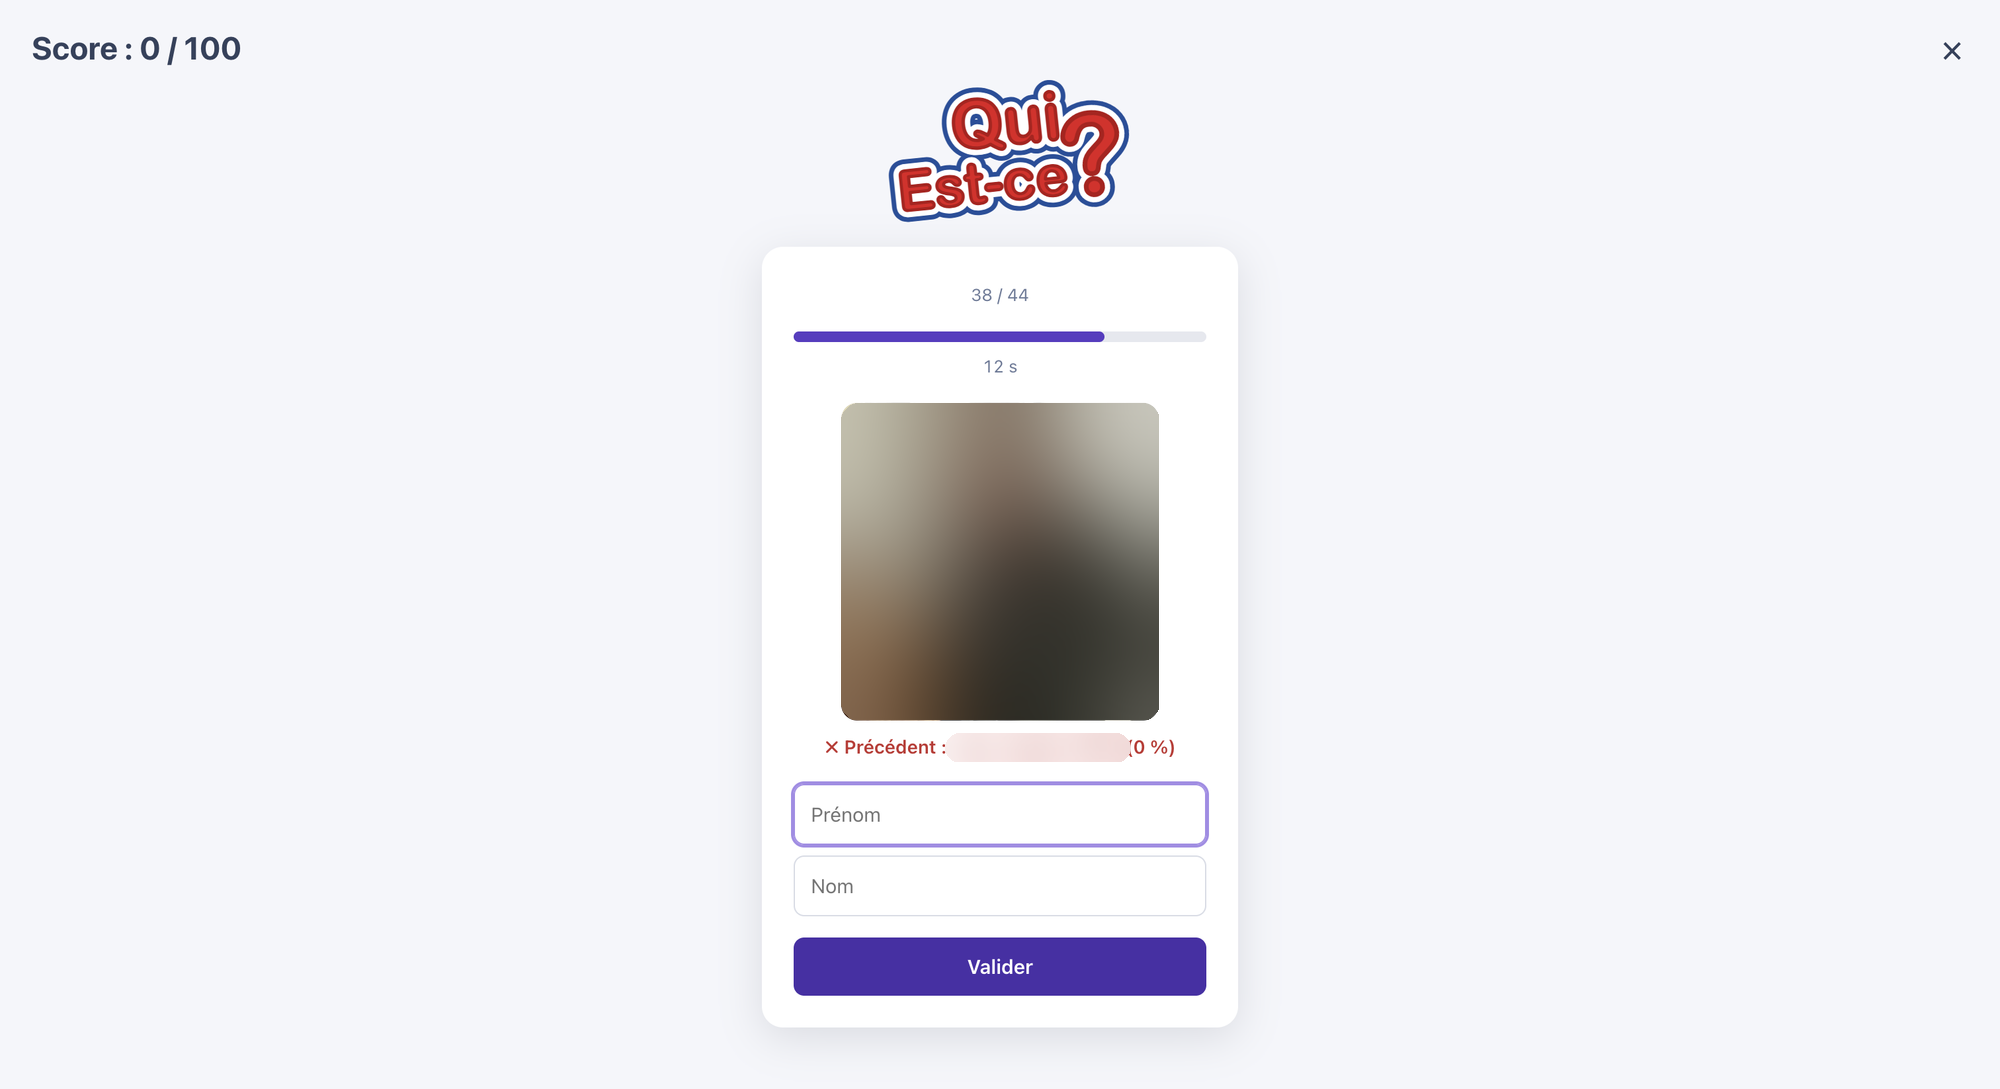 Score : 0 / 100
✕
Qui
Est-ce ?
38 / 44
12 s
✕ Précédent : (0 %)
Prénom
Nom
Valider